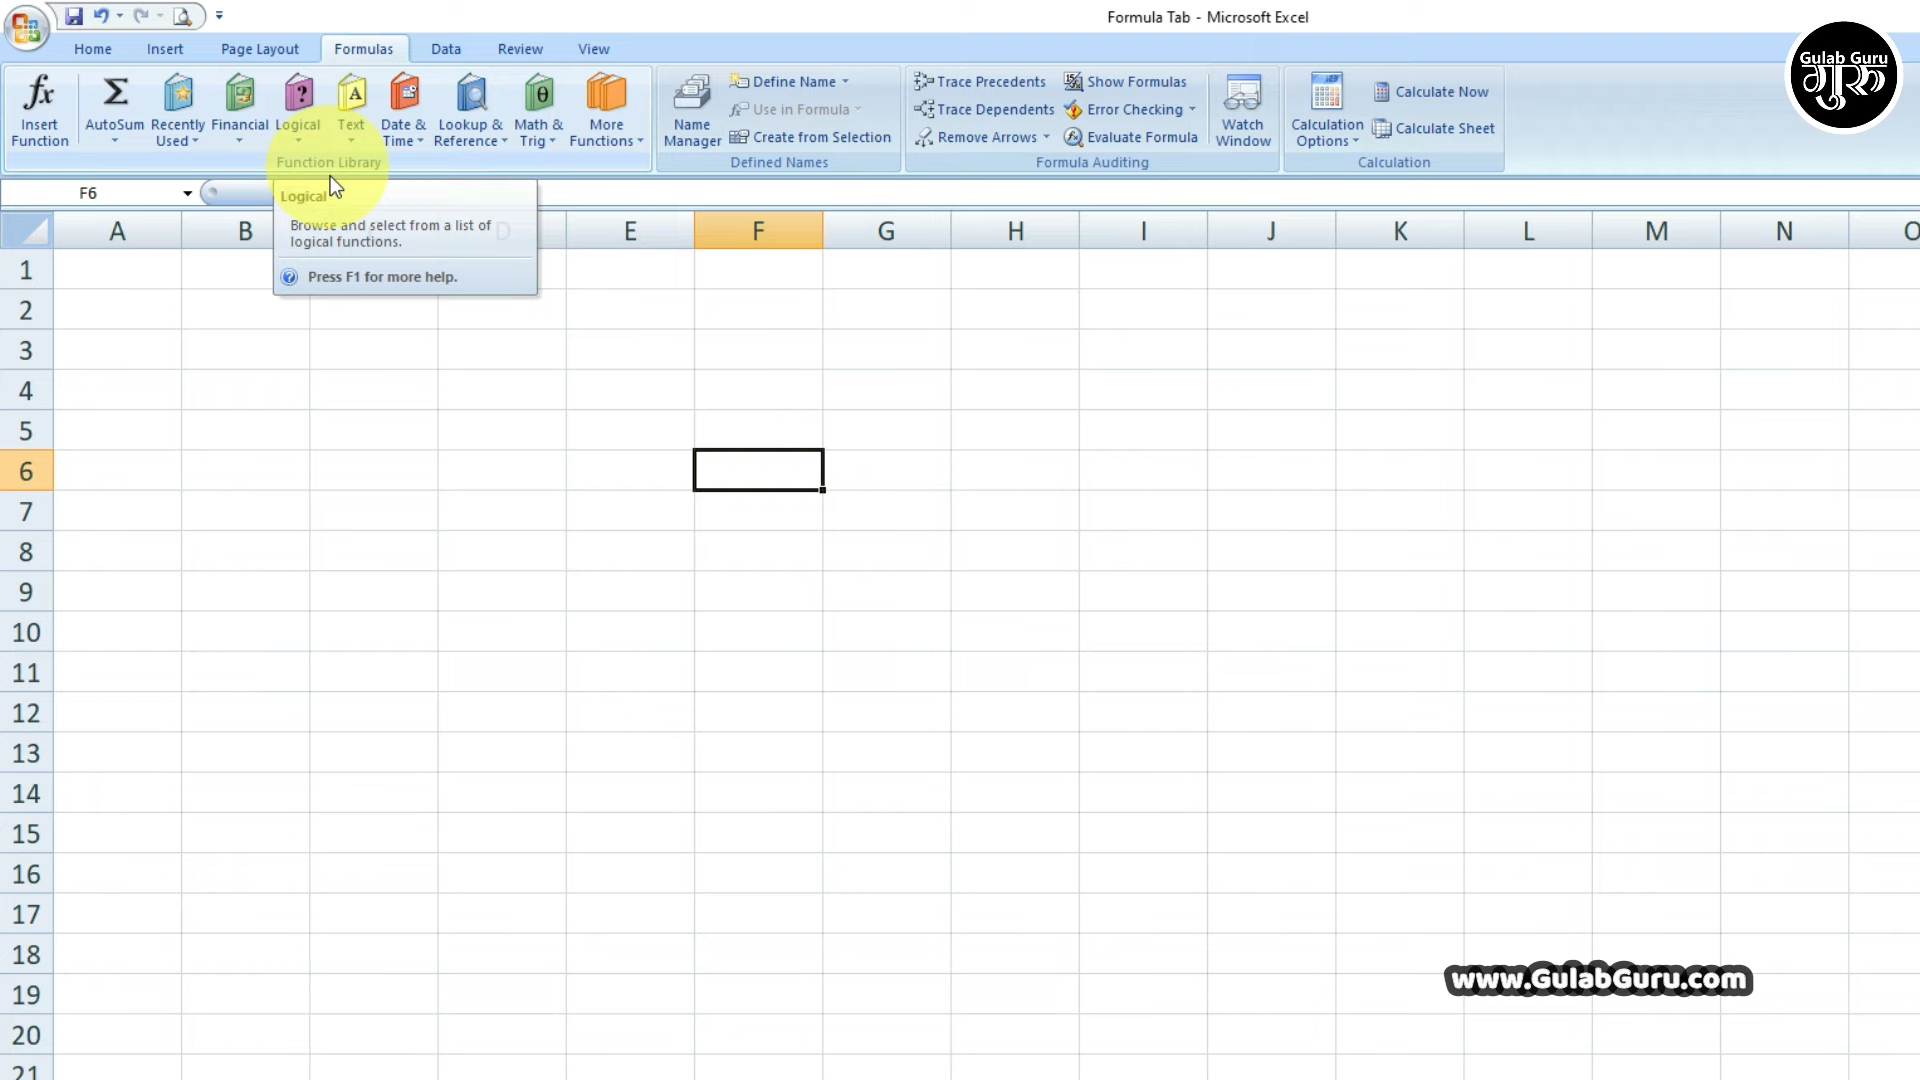 Formula Tab - Microsoft Excel
Gulab Guru
गुरू
Home Insert Page Layout Formulas Data Review View
fx Insert Function
Σ AutoSum
Recently Used
Financial
? Logical
A Text
Date & Time
Lookup & Reference
θ Math & Trig
More Functions
Function Library
Name Manager
Define Name
Use in Formula
Create from Selection
Defined Names
Trace Precedents
Trace Dependents
Remove Arrows
Show Formulas
Error Checking
Evaluate Formula
Watch Window
Formula Auditing
Calculation Options
Calculate Now
Calculate Sheet
Calculation
F6
Logical
Browse and select from a list of
logical functions.
Press F1 for more help.
A B D E F G H I J K L M N O
1
2
3
4
5
6
7
8
9
10
11
12
13
14
15
16
17
18
19
20
21
www.GulabGuru.com